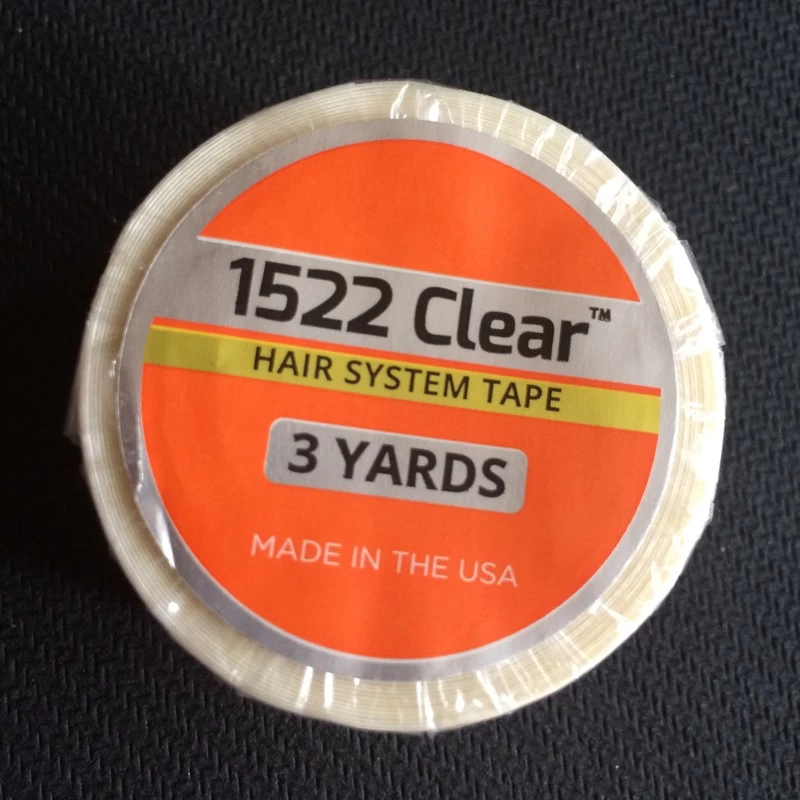 1522 Clear™
HAIR SYSTEM TAPE
3 YARDS
MADE IN THE USA